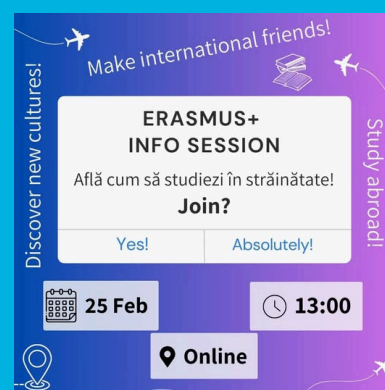 Make international friends!
Discover new cultures!
Study abroad!
ERASMUS+
INFO SESSION
Află cum să studiezi în străinătate!
Join?
Yes!
Absolutely!
25 Feb
13:00
Online